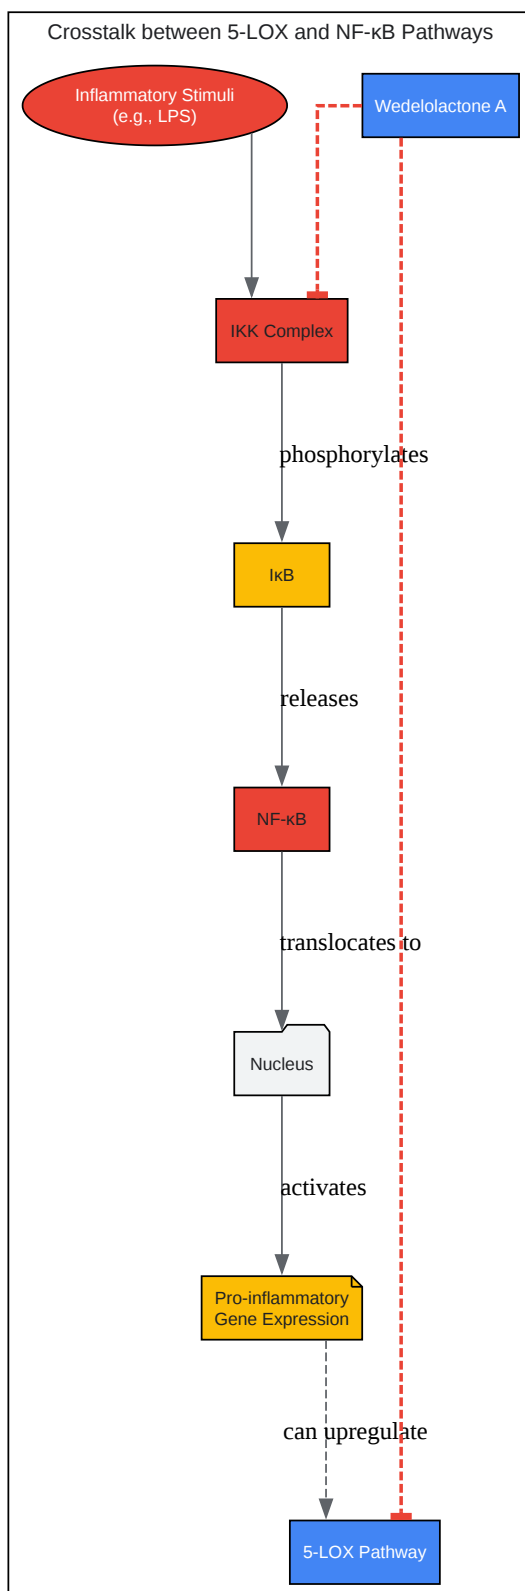 Crosstalk between 5-LOX and NF-κB Pathways
Inflammatory Stimuli
(e.g., LPS)
Wedelolactone A
IKK Complex
phosphorylates
IκB
releases
NF-κB
translocates to
Nucleus
activates
Pro-inflammatory
Gene Expression
can upregulate
5-LOX Pathway